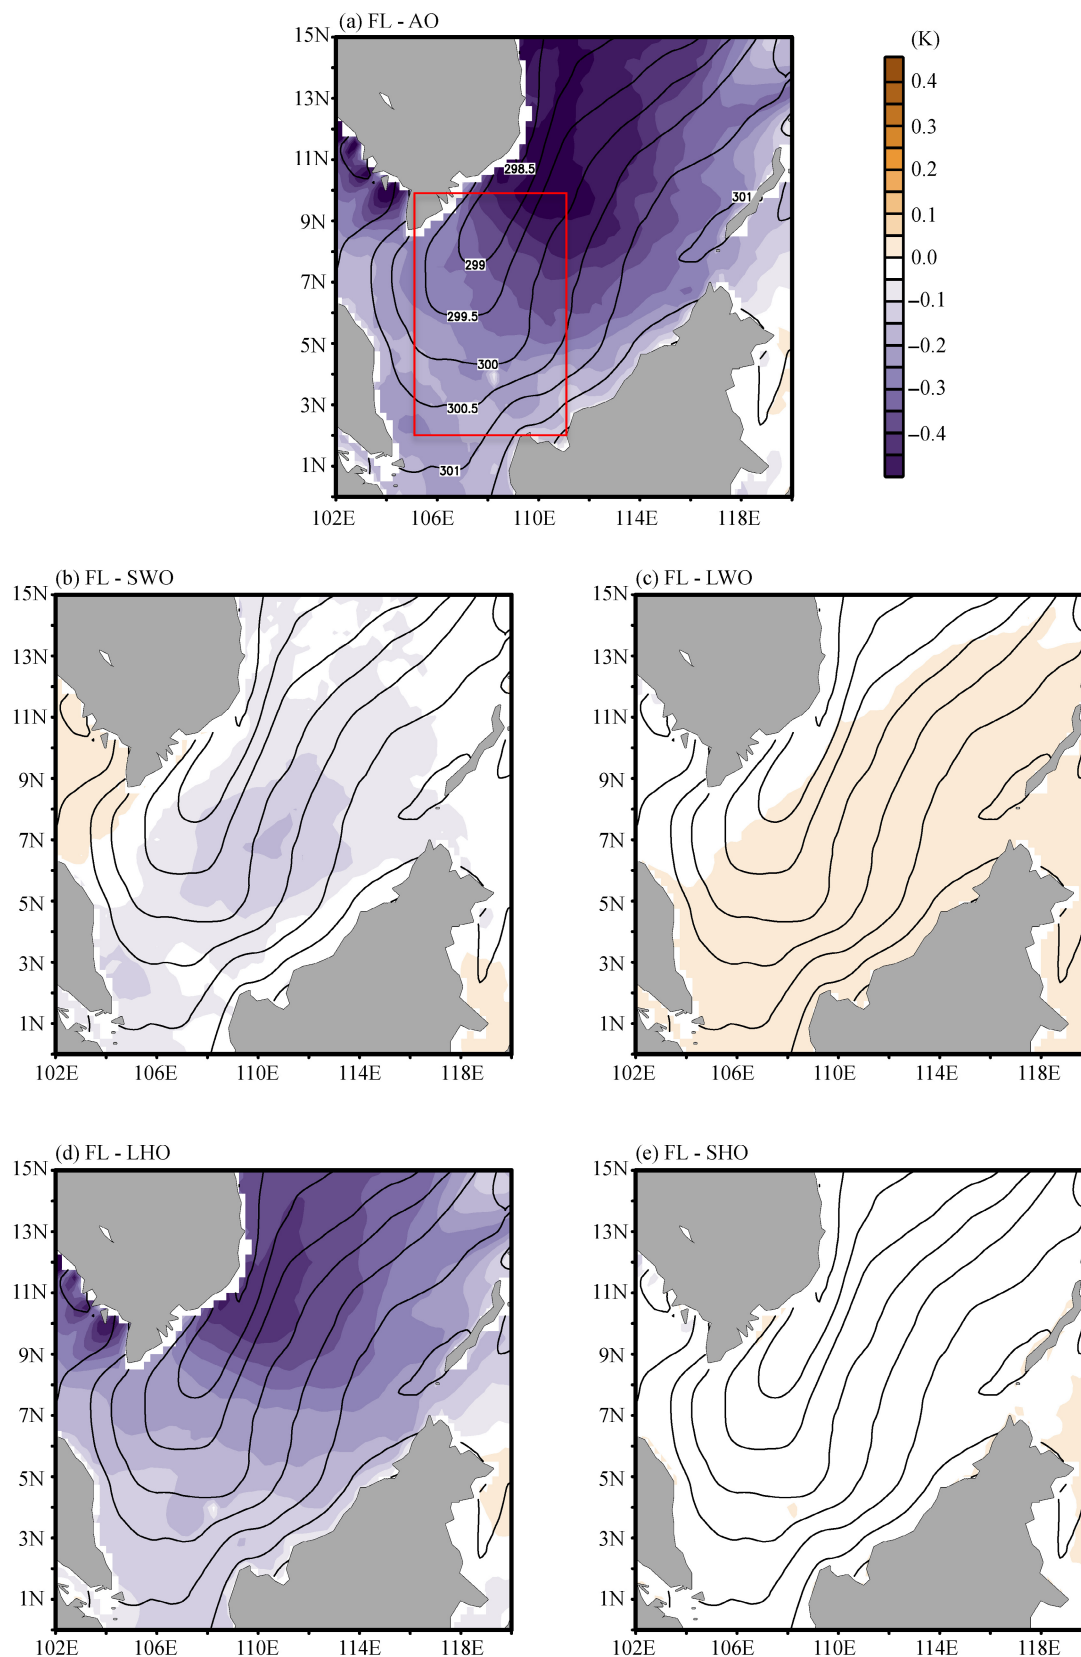 (a) FL - AO
(K)
15N
13N
11N
9N
7N
5N
3N
1N
102E 106E 110E 114E 118E
298.5
301
299
299.5
300
300.5
301
0.4
0.3
0.2
0.1
0.0
−0.1
−0.2
−0.3
−0.4
(b) FL - SWO
15N
13N
11N
9N
7N
5N
3N
1N
102E 106E 110E 114E 118E
(c) FL - LWO
15N
13N
11N
9N
7N
5N
3N
1N
102E 106E 110E 114E 118E
(d) FL - LHO
15N
13N
11N
9N
7N
5N
3N
1N
102E 106E 110E 114E 118E
(e) FL - SHO
15N
13N
11N
9N
7N
5N
3N
1N
102E 106E 110E 114E 118E